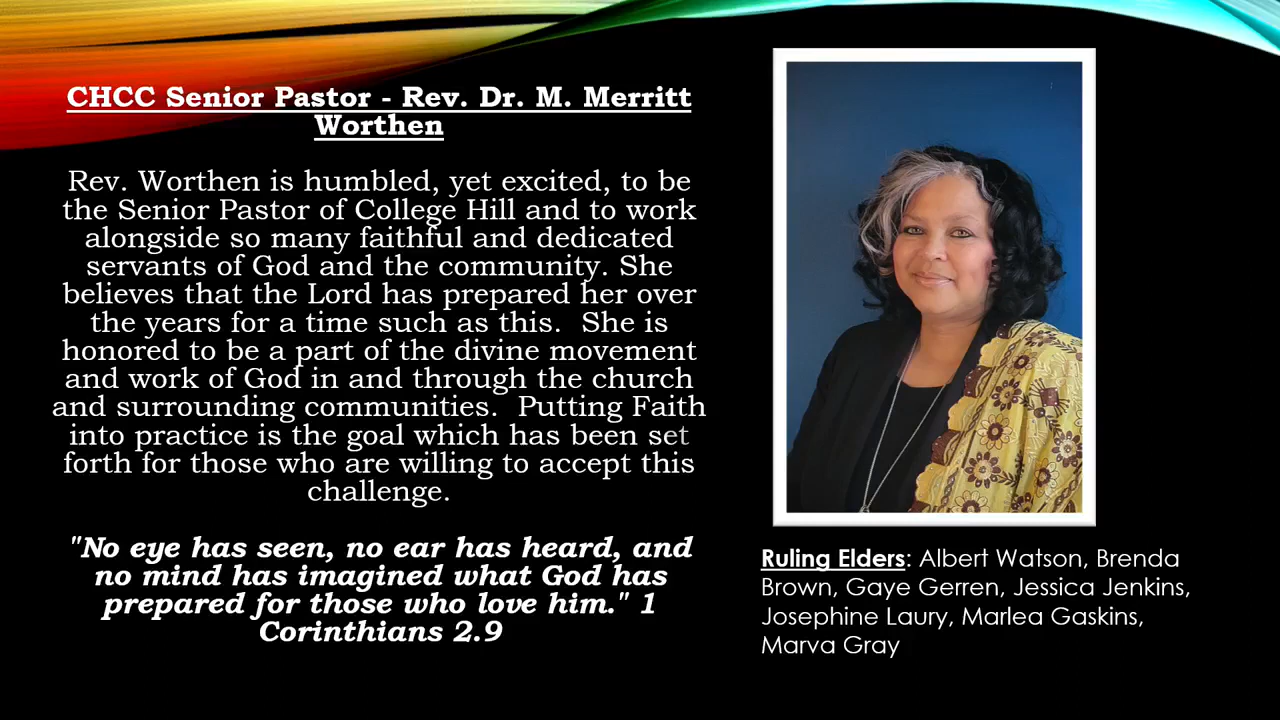 CHCC Senior Pastor - Rev. Dr. M. Merritt
Worthen
Rev. Worthen is humbled, yet excited, to be
the Senior Pastor of College Hill and to work
alongside so many faithful and dedicated
servants of God and the community. She
believes that the Lord has prepared her over
the years for a time such as this.  She is
honored to be a part of the divine movement
and work of God in and through the church
and surrounding communities.  Putting Faith
into practice is the goal which has been set
forth for those who are willing to accept this
challenge.
"No eye has seen, no ear has heard, and
no mind has imagined what God has
prepared for those who love him." 1
Corinthians 2.9
Ruling Elders: Albert Watson, Brenda
Brown, Gaye Gerren, Jessica Jenkins,
Josephine Laury, Marlea Gaskins,
Marva Gray